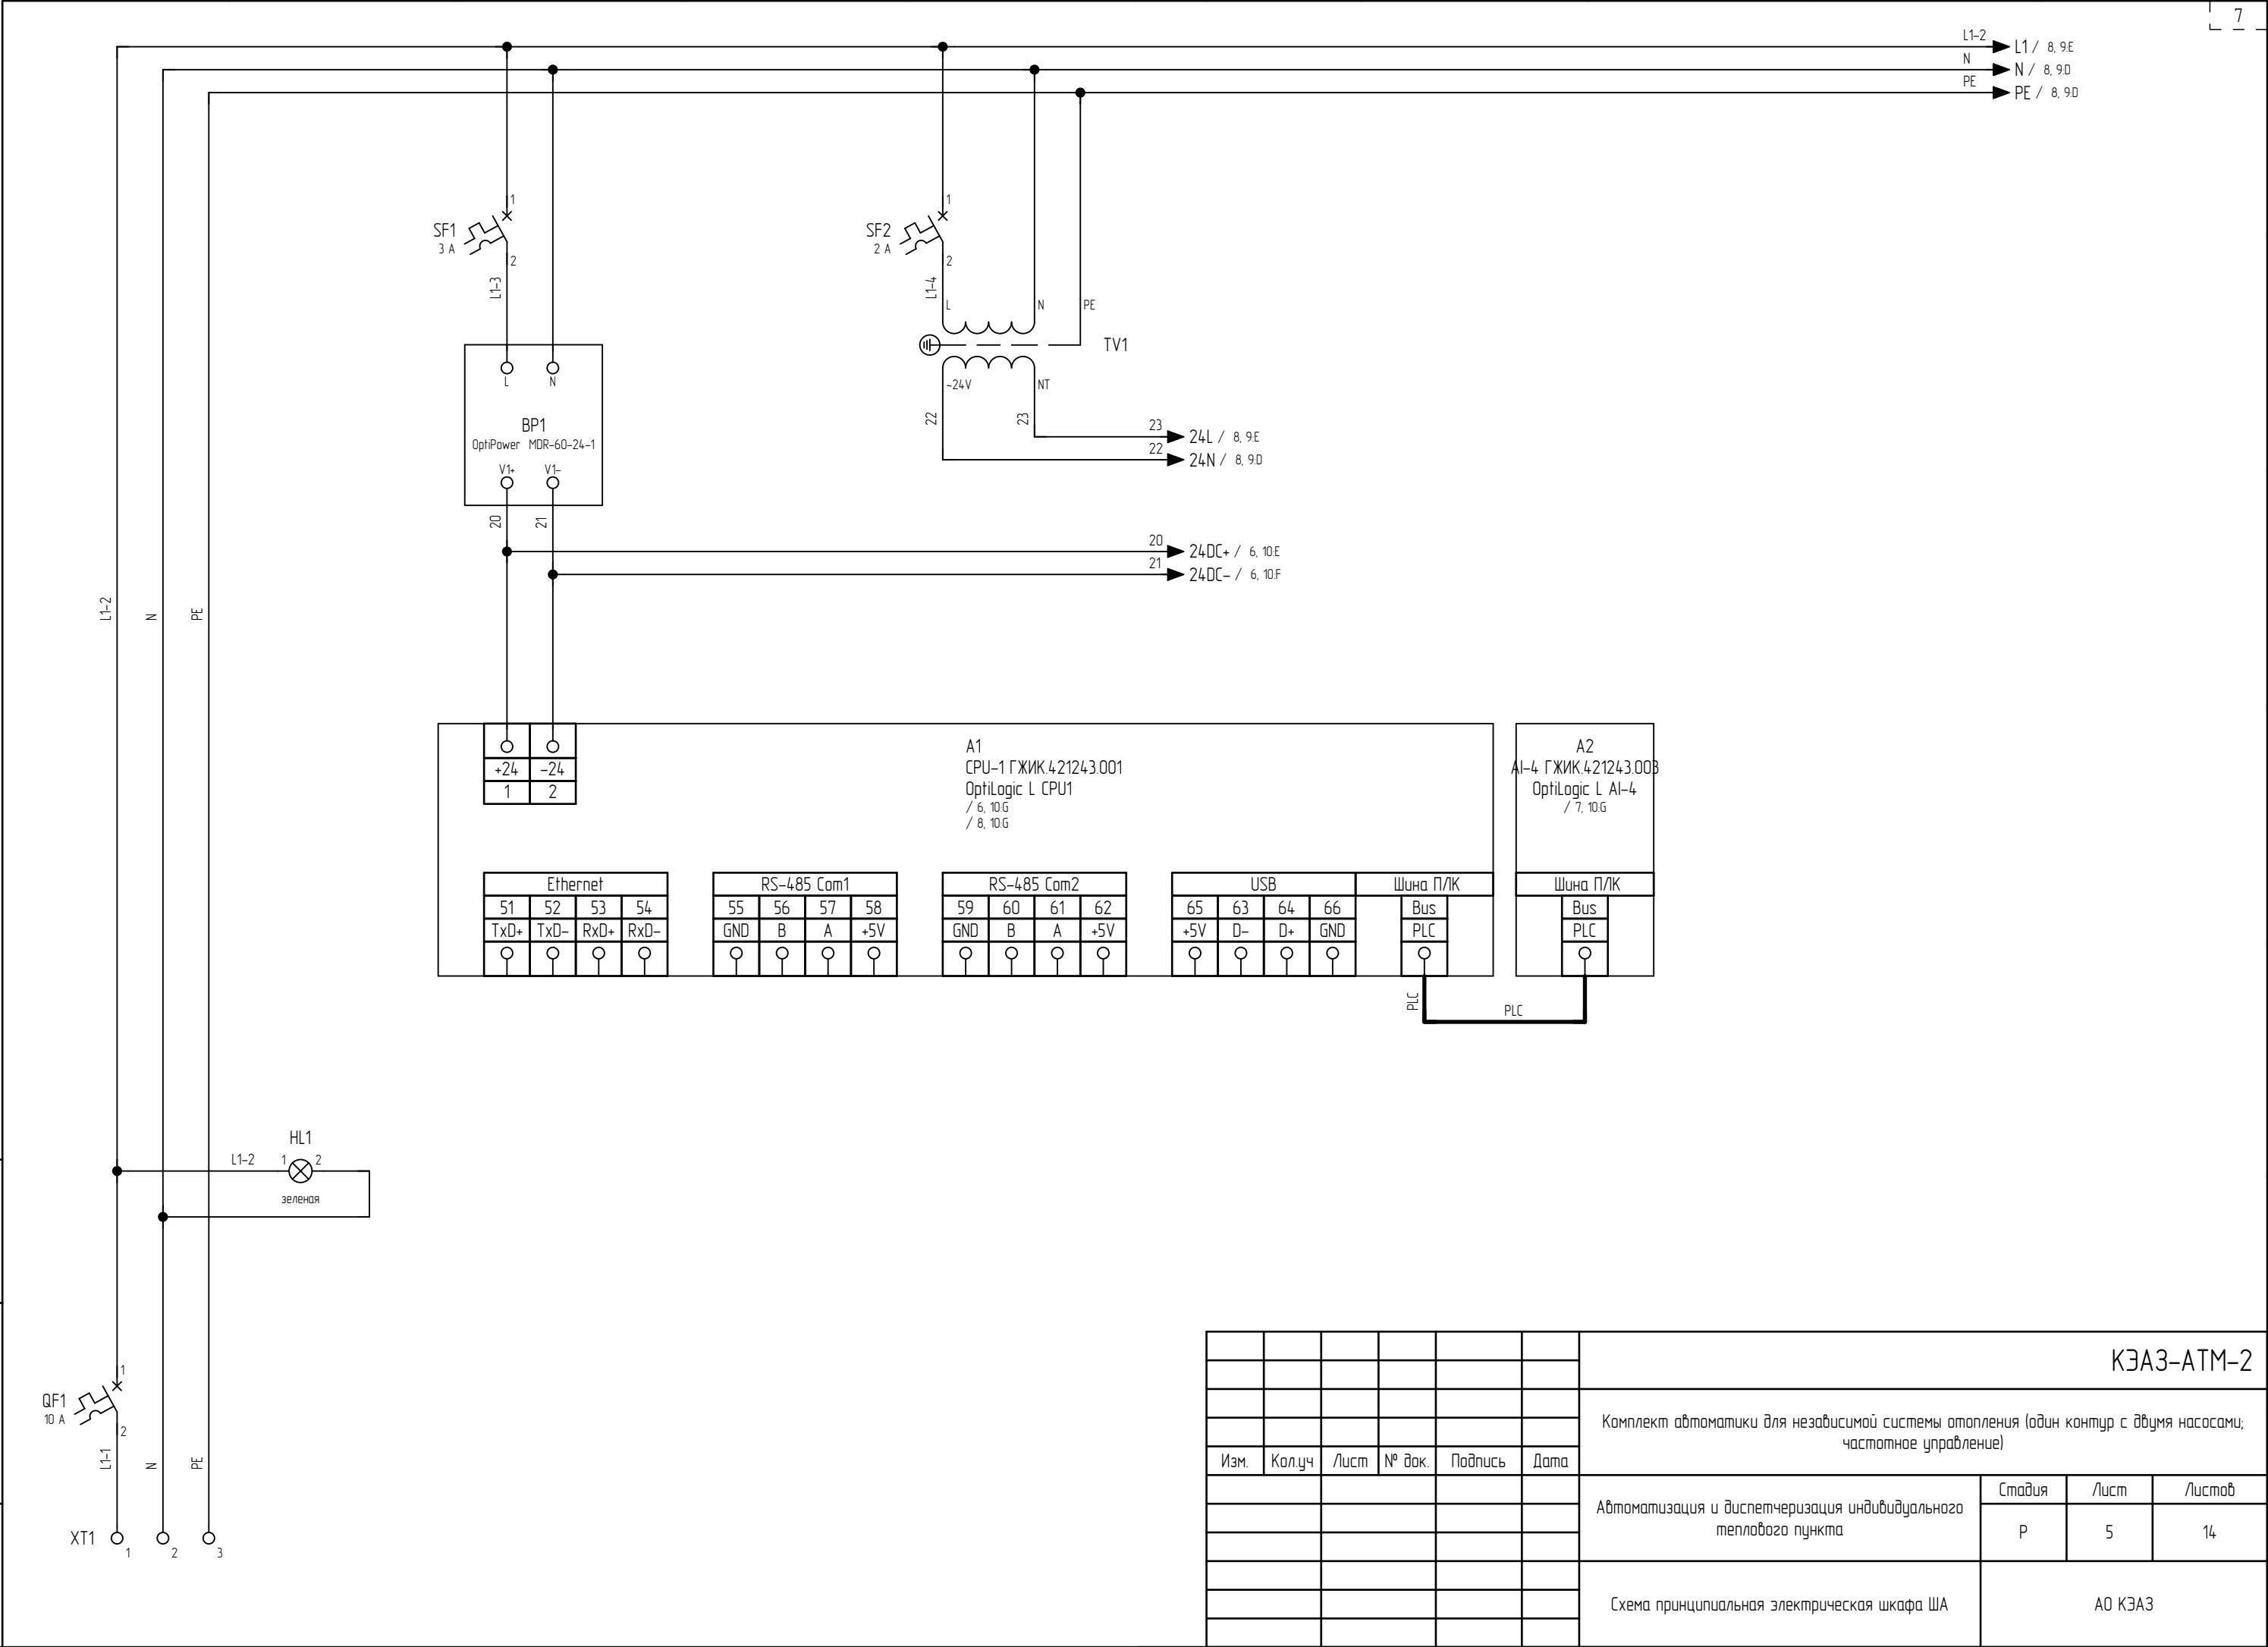 7
L1-2
L1 / 8, 9.E
N
N / 8, 9.D
PE
PE / 8, 9.D
SF1
3 A
1
2
L1-3
SF2
2 A
1
2
L1-4
L
N
PE
TV1
~24V
NT
22
23
23
24L / 8, 9.E
22
24N / 8, 9.D
L
N
BP1
OptiPower MDR-60-24-1
V1+
V1-
20
21
20
24DC+ / 6, 10.E
21
24DC- / 6, 10.F
L1-2
N
PE
+24
-24
1
2
A1
CPU-1 ГЖИК.421243.001
OptiLogic L CPU1
/ 6, 10.G
/ 8, 10.G
A2
AI-4 ГЖИК.421243.003
OptiLogic L AI-4
/ 7, 10.G
Ethernet
51 52 53 54
TxD+ TxD- RxD+ RxD-
RS-485 Com1
55 56 57 58
GND B A +5V
RS-485 Com2
59 60 61 62
GND B A +5V
USB
65 63 64 66
+5V D- D+ GND
Шина ПЛК
Bus
PLC
Шина ПЛК
Bus
PLC
PLC
PLC
HL1
L1-2
1
2
зеленая
QF1
10 A
1
2
L1-1
N
PE
XT1
1
2
3
КЭАЗ-АТМ-2
Комплект автоматики для независимой системы отопления (один контур с двумя насосами;
частотное управление)
Изм. Кол.уч Лист № док. Подпись Дата
Автоматизация и диспетчеризация индивидуального
теплового пункта
Стадия Лист Листов
Р 5 14
Схема принципиальная электрическая шкафа ША
АО КЭАЗ